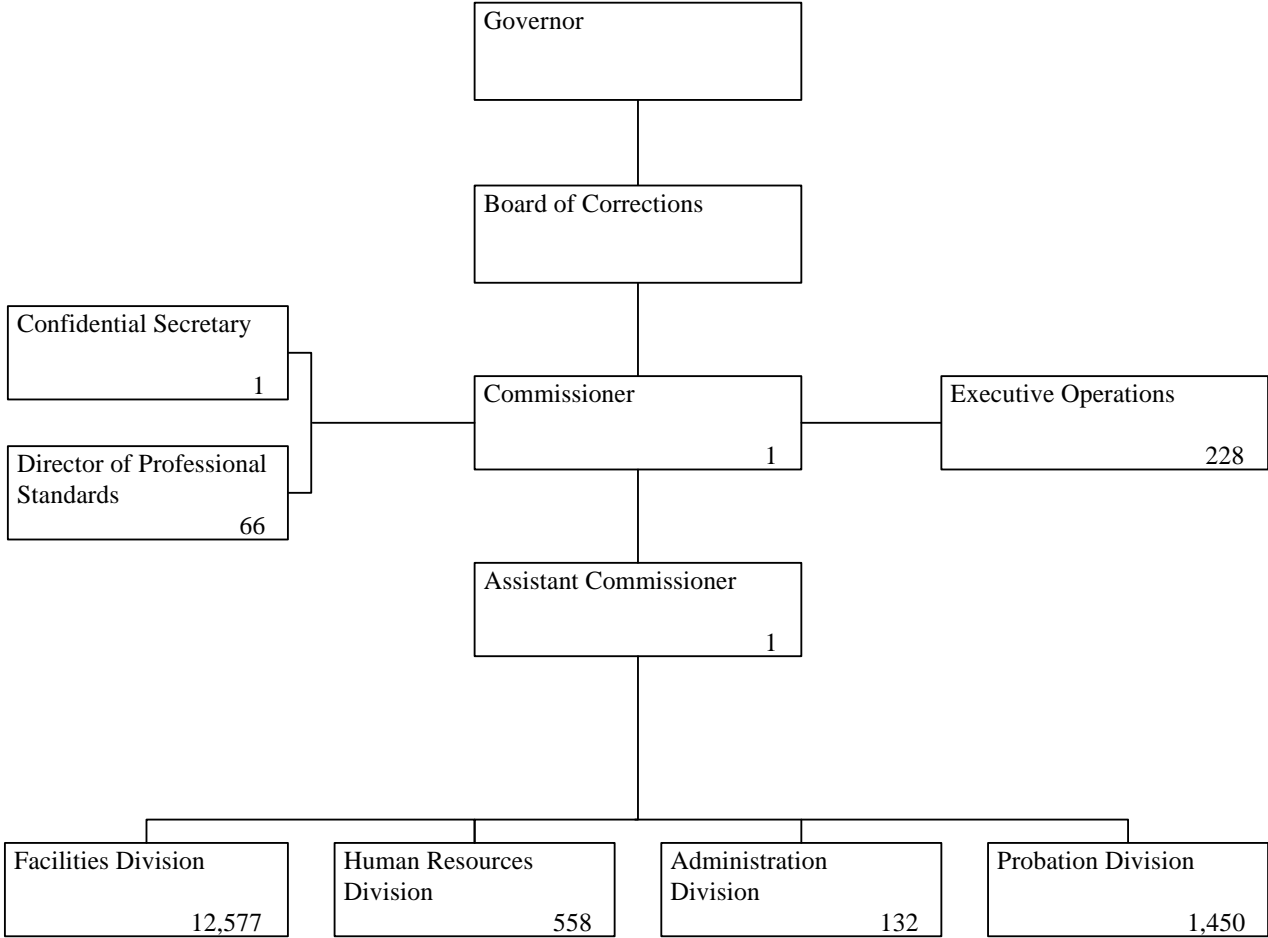 Governor
Board of Corrections
Confidential Secretary
1
Director of Professional
Standards
66
Commissioner
1
Executive Operations
228
Assistant Commissioner
1
Facilities Division
12,577
Human Resources
Division
558
Administration
Division
132
Probation Division
1,450